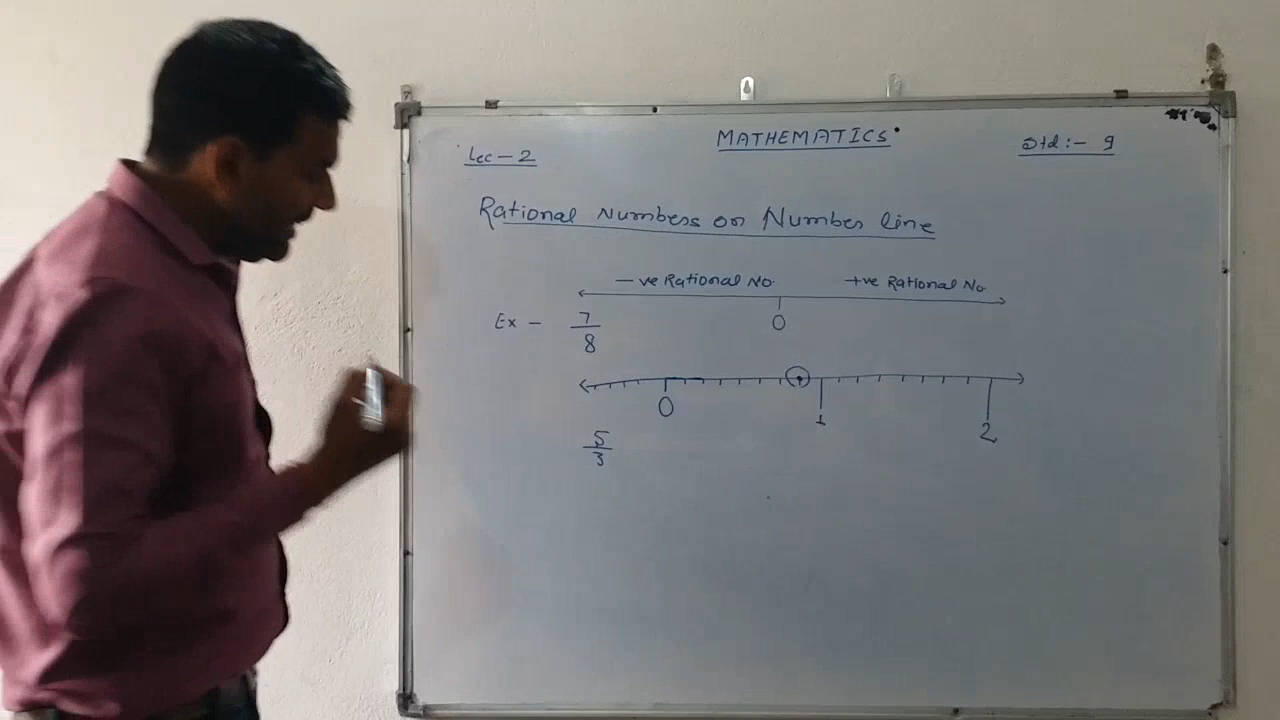 Lec - 2 MATHEMATICS Std :- 9
Rational Numbers on Number line
-ve Rational No. +ve Rational No.
0
Ex - 7/8
0 1 2
5/3